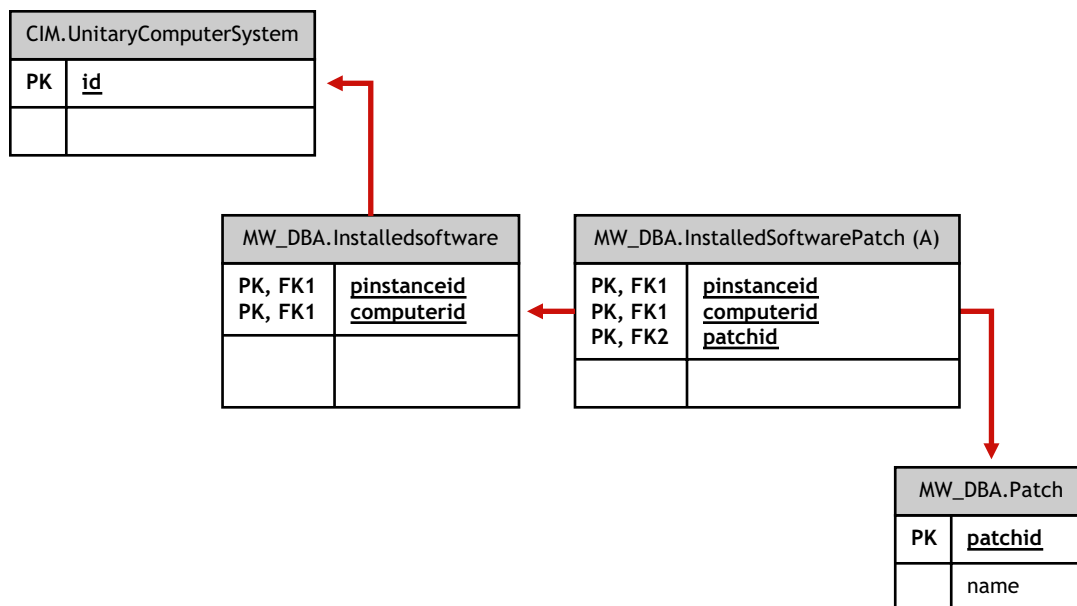 CIM.UnitaryComputerSystem
PK id
MW_DBA.Installedsoftware
PK, FK1 pinstanceid
PK, FK1 computerid
MW_DBA.InstalledSoftwarePatch (A)
PK, FK1 pinstanceid
PK, FK1 computerid
PK, FK2 patchid
MW_DBA.Patch
PK patchid
name